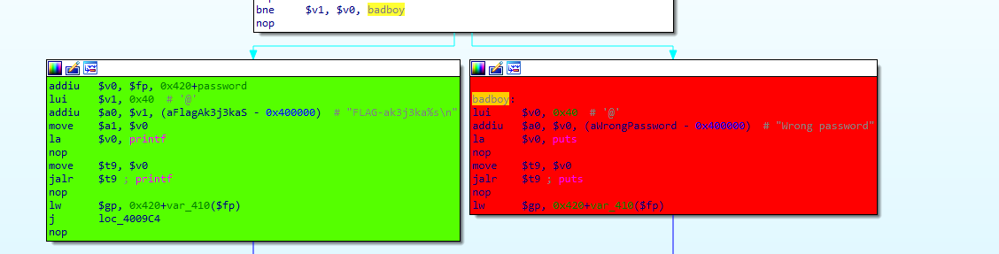 bne $v1, $v0, badboy
nop
addiu $v0, $fp, 0x420+password
lui $v1, 0x40 # '@'
addiu $a0, $v1, (aFlagAk3j3kaS - 0x400000) # "FLAG-ak3j3ka%s\n"
move $a1, $v0
la $v0, printf
nop
move $t9, $v0
jalr $t9 ; printf
nop
lw $gp, 0x420+var_410($fp)
j loc_4009C4
nop
badboy:
lui $v0, 0x40 # '@'
addiu $a0, $v0, (aWrongPassword - 0x400000) # "Wrong password"
la $v0, puts
nop
move $t9, $v0
jalr $t9 ; puts
nop
lw $gp, 0x420+var_410($fp)